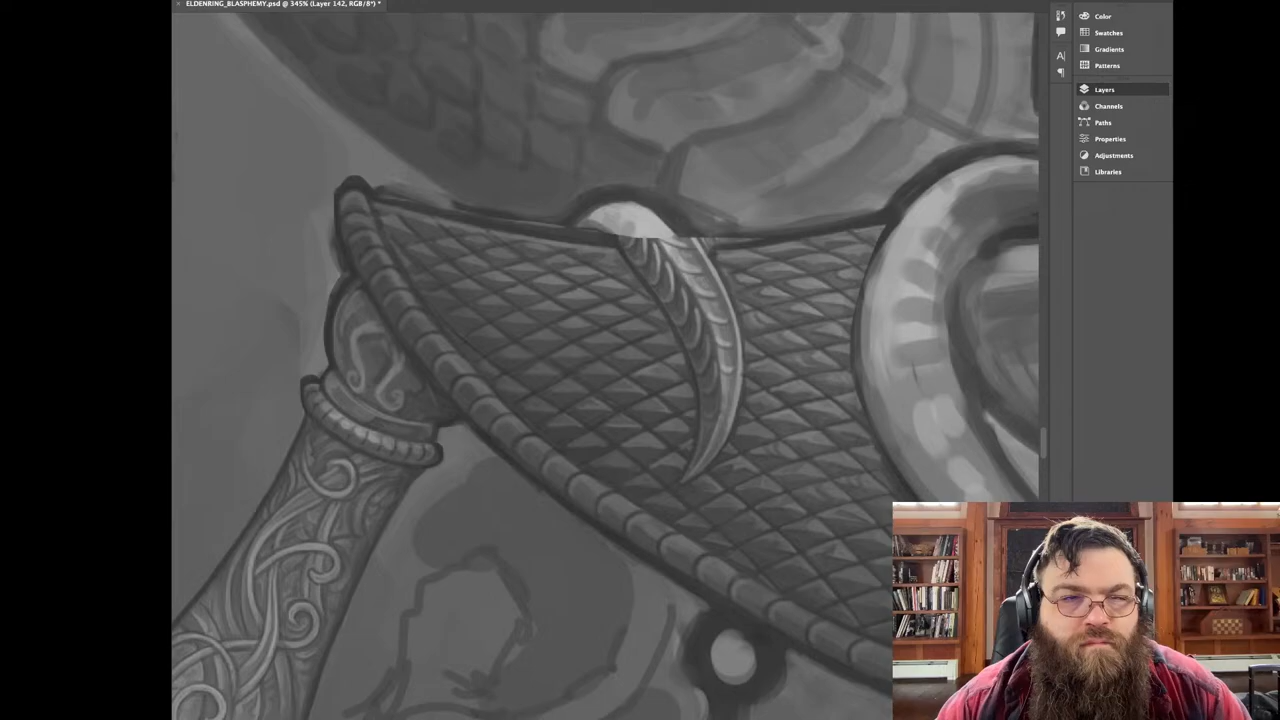 × ELDENRING_BLASPHEMY.psd @ 345% (Layer 142, RGB/8*) *
Color
Swatches
Gradients
Patterns
Layers
Channels
Paths
Properties
Adjustments
Libraries